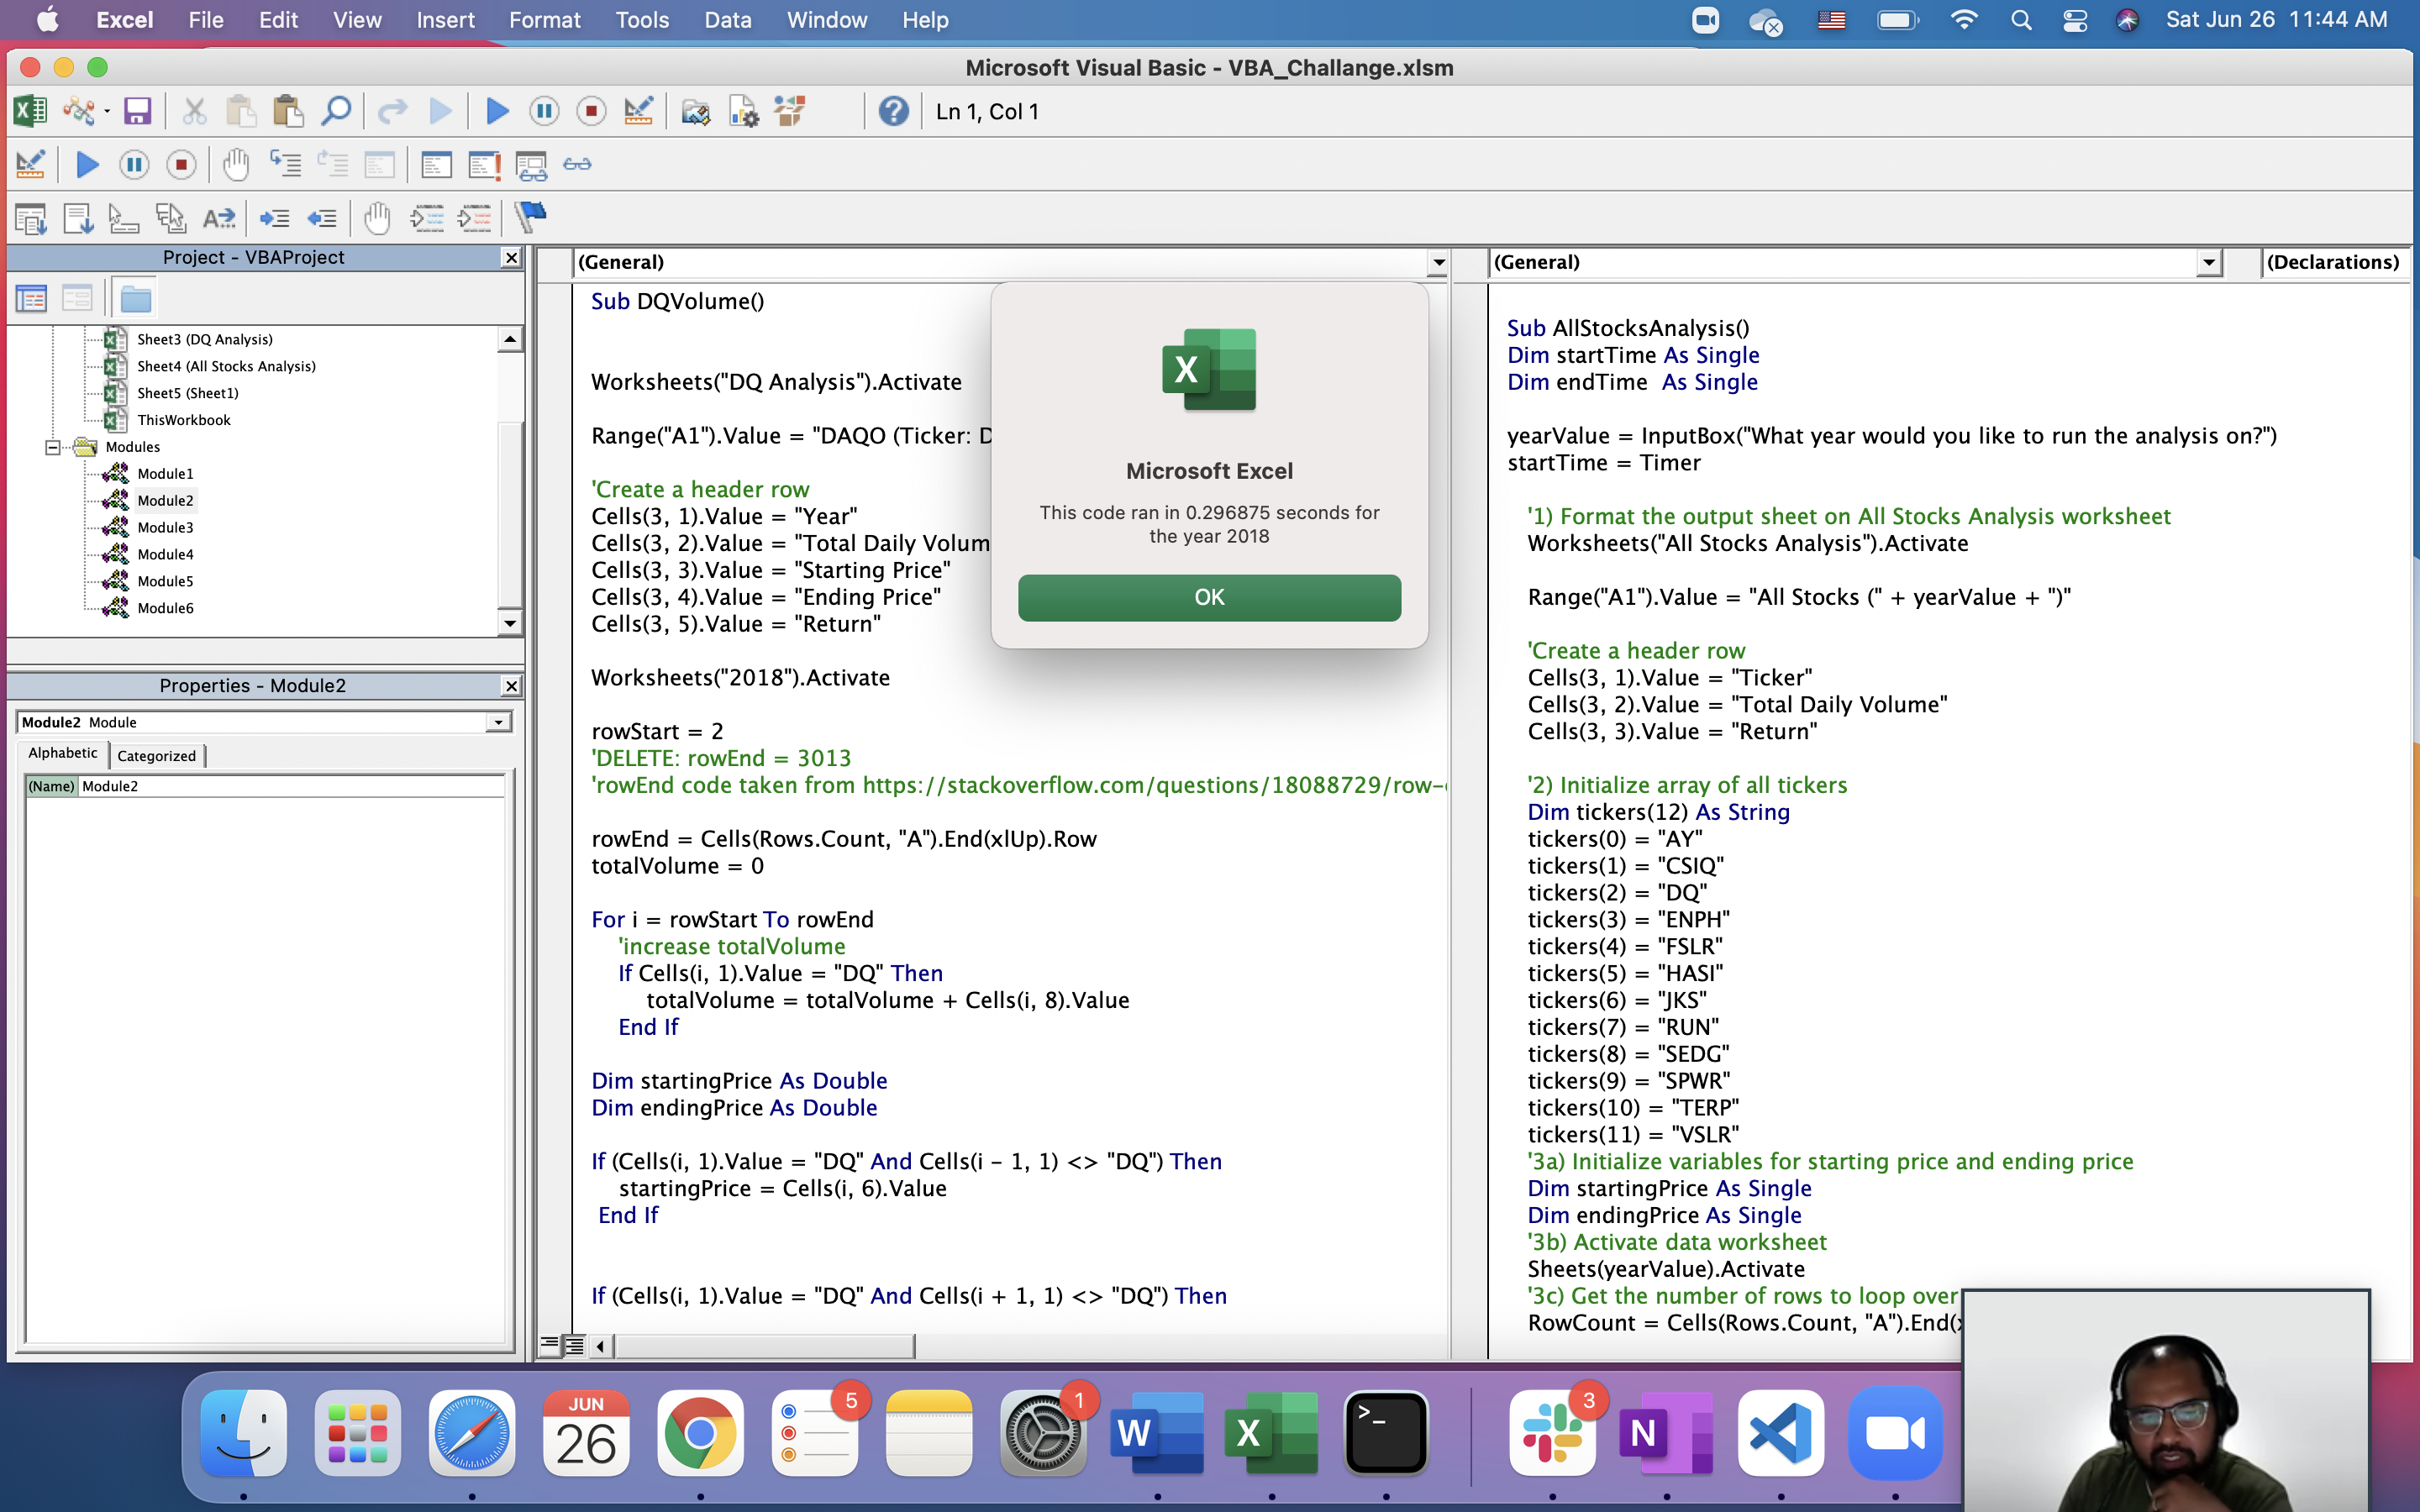 Excel File Edit View Insert Format Tools Data Window Help Sat Jun 26 11:44 AM
Microsoft Visual Basic - VBA_Challange.xlsm
Ln 1, Col 1
Project - VBAProject
Sheet3 (DQ Analysis)
Sheet4 (All Stocks Analysis)
Sheet5 (Sheet1)
ThisWorkbook
Modules
Module1
Module2
Module3
Module4
Module5
Module6
Properties - Module2
Module2 Module
Alphabetic Categorized
(Name) Module2
(General)
Sub DQVolume()
Worksheets("DQ Analysis").Activate
Range("A1").Value = "DAQO (Ticker: D
'Create a header row
Cells(3, 1).Value = "Year"
Cells(3, 2).Value = "Total Daily Volum
Cells(3, 3).Value = "Starting Price"
Cells(3, 4).Value = "Ending Price"
Cells(3, 5).Value = "Return"
Worksheets("2018").Activate
rowStart = 2
'DELETE: rowEnd = 3013
'rowEnd code taken from https://stackoverflow.com/questions/18088729/row-
rowEnd = Cells(Rows.Count, "A").End(xlUp).Row
totalVolume = 0
For i = rowStart To rowEnd
'increase totalVolume
If Cells(i, 1).Value = "DQ" Then
totalVolume = totalVolume + Cells(i, 8).Value
End If
Dim startingPrice As Double
Dim endingPrice As Double
If (Cells(i, 1).Value = "DQ" And Cells(i - 1, 1) <> "DQ") Then
startingPrice = Cells(i, 6).Value
End If
If (Cells(i, 1).Value = "DQ" And Cells(i + 1, 1) <> "DQ") Then
Microsoft Excel
This code ran in 0.296875 seconds for
the year 2018
OK
(General) (Declarations)
Sub AllStocksAnalysis()
Dim startTime As Single
Dim endTime As Single
yearValue = InputBox("What year would you like to run the analysis on?")
startTime = Timer
'1) Format the output sheet on All Stocks Analysis worksheet
Worksheets("All Stocks Analysis").Activate
Range("A1").Value = "All Stocks (" + yearValue + ")"
'Create a header row
Cells(3, 1).Value = "Ticker"
Cells(3, 2).Value = "Total Daily Volume"
Cells(3, 3).Value = "Return"
'2) Initialize array of all tickers
Dim tickers(12) As String
tickers(0) = "AY"
tickers(1) = "CSIQ"
tickers(2) = "DQ"
tickers(3) = "ENPH"
tickers(4) = "FSLR"
tickers(5) = "HASI"
tickers(6) = "JKS"
tickers(7) = "RUN"
tickers(8) = "SEDG"
tickers(9) = "SPWR"
tickers(10) = "TERP"
tickers(11) = "VSLR"
'3a) Initialize variables for starting price and ending price
Dim startingPrice As Single
Dim endingPrice As Single
'3b) Activate data worksheet
Sheets(yearValue).Activate
'3c) Get the number of rows to loop over
RowCount = Cells(Rows.Count, "A").End(
JUN
26
5
1
W
X
>_
3
N